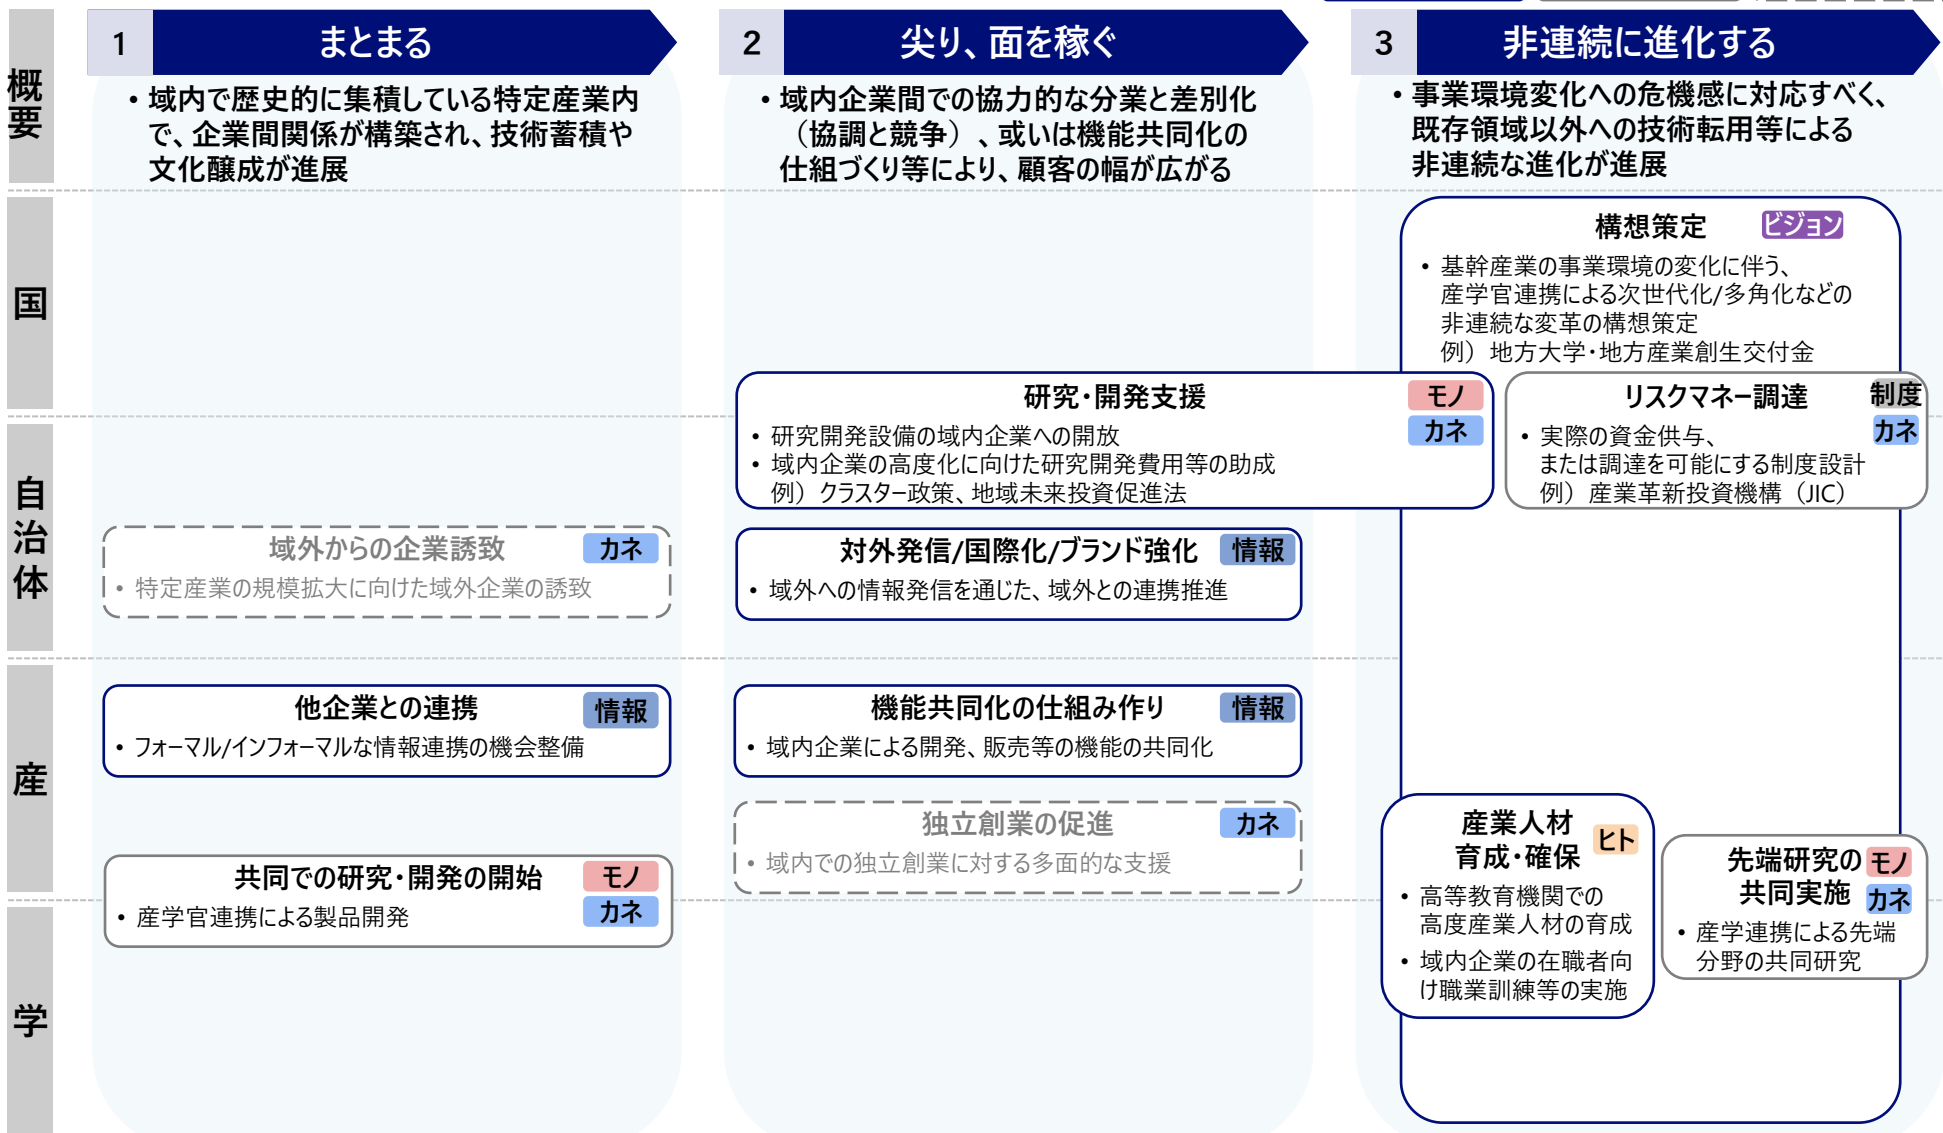 1 まとまる
2 尖り、面を稼ぐ
3 非連続に進化する
概要
・域内で歴史的に集積している特定産業内
で、企業間関係が構築され、技術蓄積や
文化醸成が進展
・域内企業間での協力的な分業と差別化
（協調と競争）、或いは機能共同化の
仕組づくり等により、顧客の幅が広がる
・事業環境変化への危機感に対応すべく、
既存領域以外への技術転用等による
非連続な進化が進展
国
構想策定 ビジョン
・基幹産業の事業環境の変化に伴う、
産学官連携による次世代化/多角化などの
非連続な変革の構想策定
例）地方大学・地方産業創生交付金
研究・開発支援 モノ
カネ
・研究開発設備の域内企業への開放
・域内企業の高度化に向けた研究開発費用等の助成
例）クラスター政策、地域未来投資促進法
リスクマネー調達 制度
カネ
・実際の資金供与、
または調達を可能にする制度設計
例）産業革新投資機構（JIC）
自治体
域外からの企業誘致 カネ
・特定産業の規模拡大に向けた域外企業の誘致
対外発信/国際化/ブランド強化 情報
・域外への情報発信を通じた、域外との連携推進
産
他企業との連携 情報
・フォーマル/インフォーマルな情報連携の機会整備
機能共同化の仕組み作り 情報
・域内企業による開発、販売等の機能の共同化
独立創業の促進 カネ
・域内での独立創業に対する多面的な支援
共同での研究・開発の開始 モノ
カネ
・産学官連携による製品開発
産業人材
育成・確保 ヒト
・高等教育機関での
高度産業人材の育成
・域内企業の在職者向
け職業訓練等の実施
先端研究の モノ
共同実施 カネ
・産学連携による先端
分野の共同研究
学